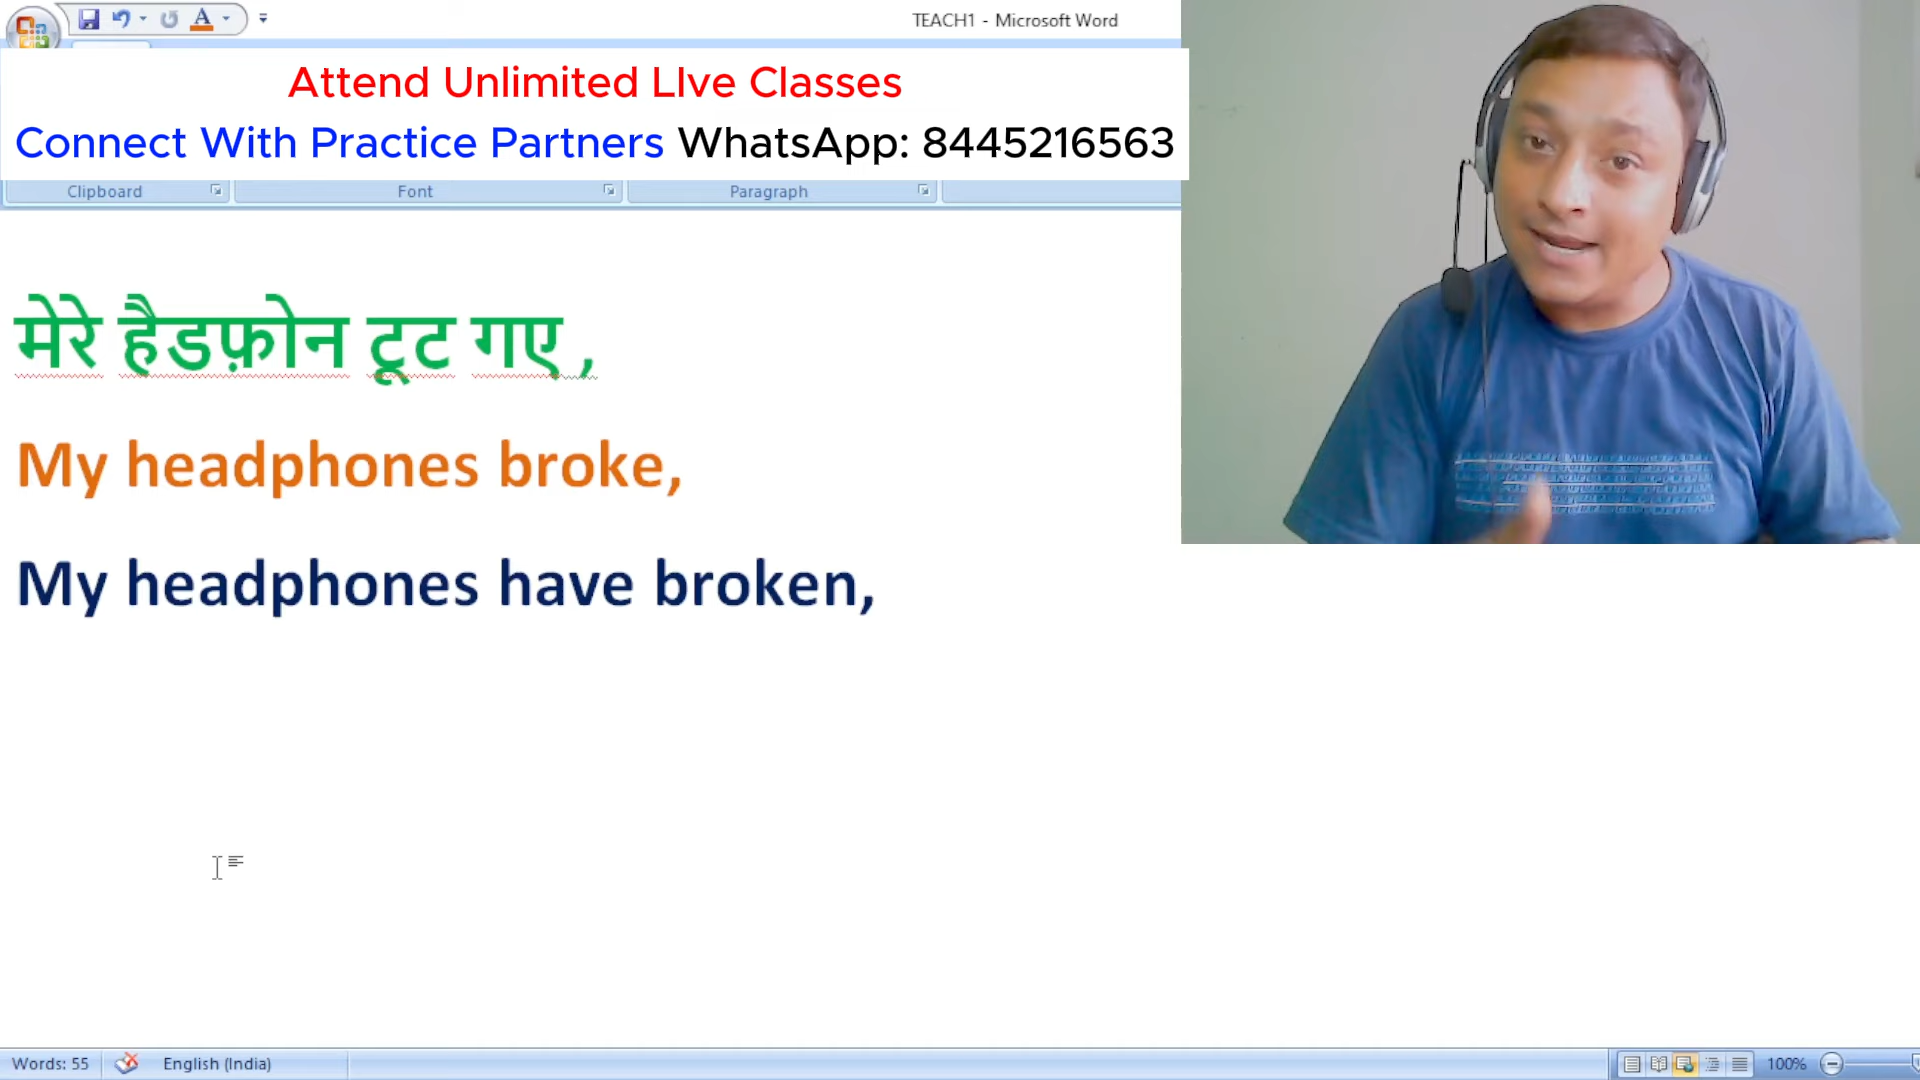 TEACH1 - Microsoft Word
Attend Unlimited LIve Classes
Connect With Practice Partners WhatsApp: 8445216563
Clipboard Font Paragraph
मेरे हैडफ़ोन टूट गए ,
My headphones broke,
My headphones have broken,
Words: 55 English (India) 100%